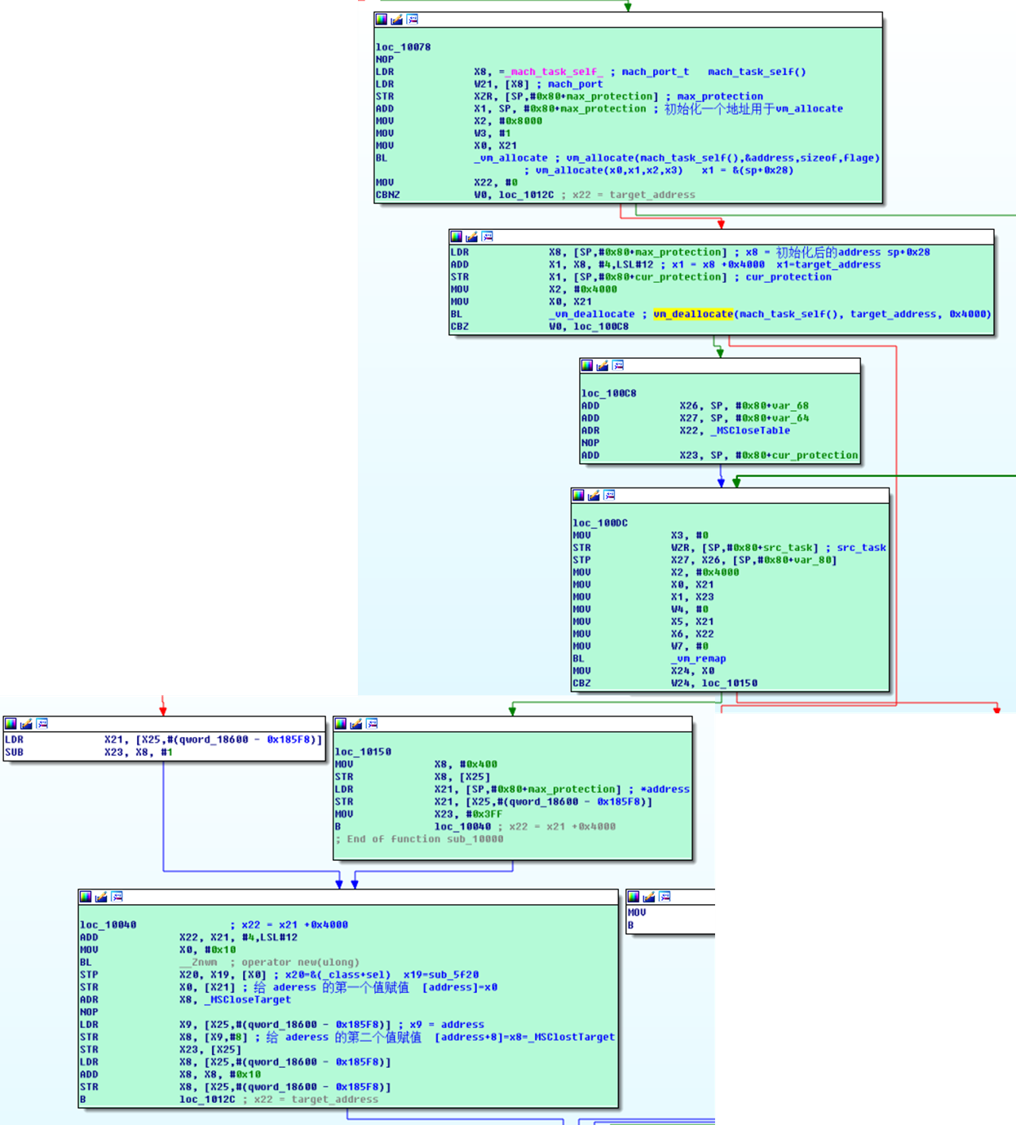 loc_10078
NOP
LDR X8, =_mach_task_self_ ; mach_port_t mach_task_self()
LDR W21, [X8] ; mach_port
STR XZR, [SP,#0x80+max_protection] ; max_protection
ADD X1, SP, #0x80+max_protection ; 初始化一个地址用于vm_allocate
MOV X2, #0x8000
MOV W3, #1
MOV X0, X21
BL _vm_allocate ; vm_allocate(mach_task_self(),&address,sizeof,flage)
; vm_allocate(x0,x1,x2,x3) x1 = &(sp+0x28)
MOV X22, #0
CBNZ W0, loc_1012C ; x22 = target_address
LDR X8, [SP,#0x80+max_protection] ; x8 = 初始化后的address sp+0x28
ADD X1, X8, #4,LSL#12 ; x1 = x8 +0x4000 x1=target_address
STR X1, [SP,#0x80+cur_protection] ; cur_protection
MOV X2, #0x4000
MOV X0, X21
BL _vm_deallocate ; vm_deallocate(mach_task_self(), target_address, 0x4000)
CBZ W0, loc_100C8
loc_100C8
ADD X26, SP, #0x80+var_68
ADD X27, SP, #0x80+var_64
ADR X22, _MSCloseTable
NOP
ADD X23, SP, #0x80+cur_protection
loc_100DC
MOV X3, #0
STR WZR, [SP,#0x80+src_task] ; src_task
STP X27, X26, [SP,#0x80+var_80]
MOV X2, #0x4000
MOV X0, X21
MOV X1, X23
MOV W4, #0
MOV X5, X21
MOV X6, X22
MOV W7, #0
BL _vm_remap
MOV X24, X0
CBZ W24, loc_10150
LDR X21, [X25,#(qword_18600 - 0x185F8)]
SUB X23, X8, #1
loc_10150
MOV X8, #0x400
STR X8, [X25]
LDR X21, [SP,#0x80+max_protection] ; *address
STR X21, [X25,#(qword_18600 - 0x185F8)]
MOV X23, #0x3FF
B loc_10040 ; x22 = x21 +0x4000
; End of function sub_10000
loc_10040 ; x22 = x21 +0x4000
ADD X22, X21, #4,LSL#12
MOV X0, #0x10
BL __Znwm ; operator new(ulong)
STP X20, X19, [X0] ; x20=&(_class+sel) x19=sub_5f20
STR X0, [X21] ; 给 aderess 的第一个值赋值 [address]=x0
ADR X8, _MSCloseTarget
NOP
LDR X9, [X25,#(qword_18600 - 0x185F8)] ; x9 = address
STR X8, [X9,#8] ; 给 aderess 的第二个值赋值 [address+8]=x8=_MSClostTarget
STR X23, [X25]
LDR X8, [X25,#(qword_18600 - 0x185F8)]
ADD X8, X8, #0x10
STR X8, [X25,#(qword_18600 - 0x185F8)]
B loc_1012C ; x22 = target_address
MOV
B